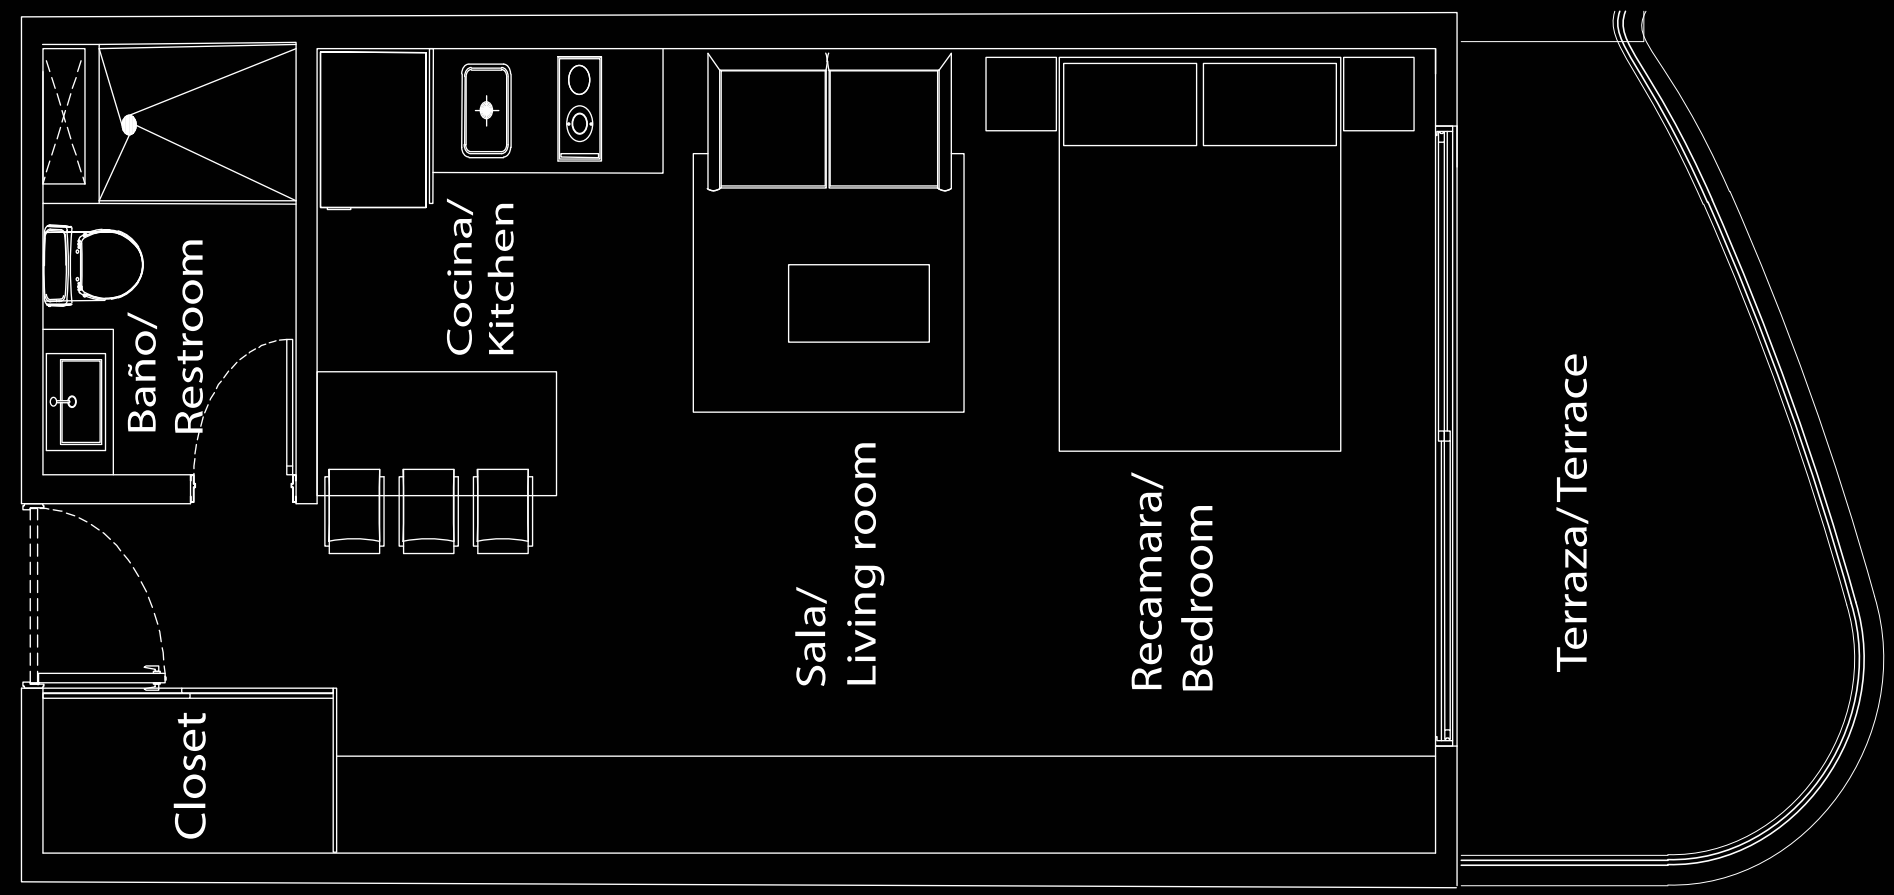 Baño/
Restroom
Cocina/
Kitchen
Sala/
Living room
Recamara/
Bedroom
Terraza/Terrace
Closet